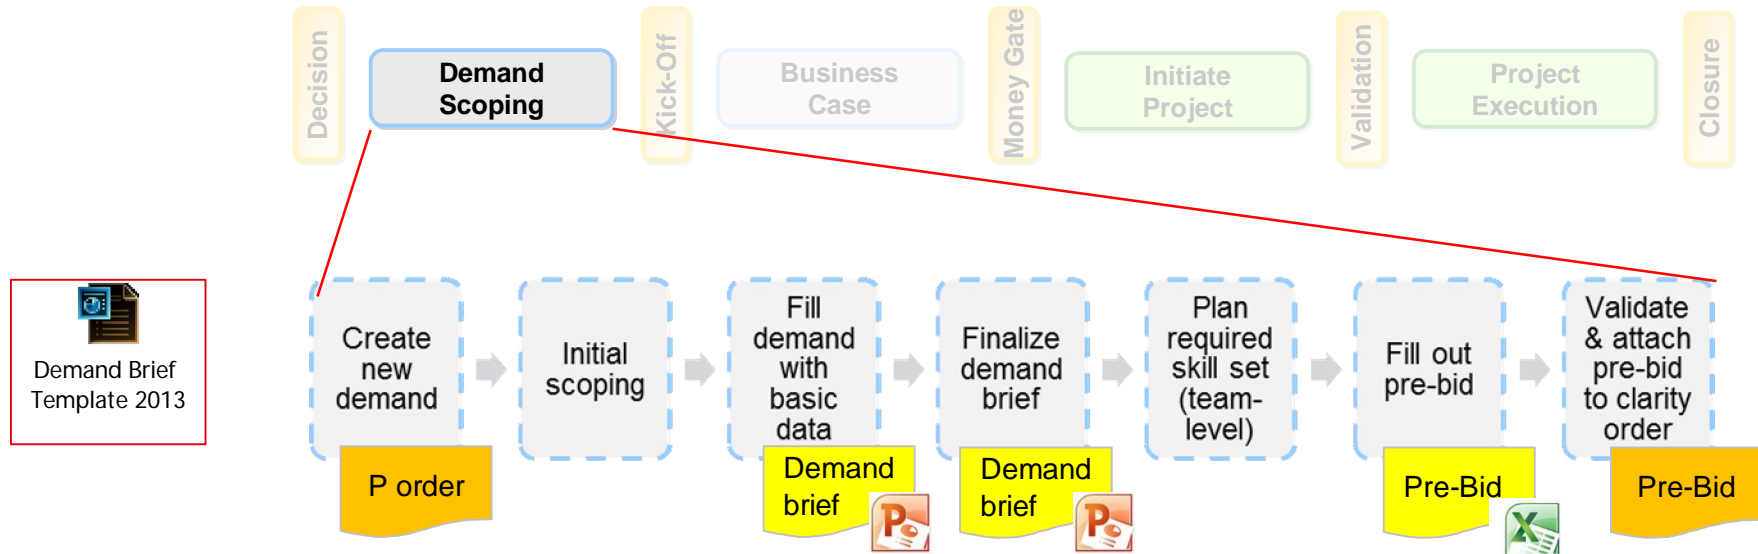 Decision
Demand
Scoping
Kick-Off
Business
Case
Money Gate
Initiate
Project
Validation
Project
Execution
Closure
Demand Brief
Template 2013
Create
new
demand
Initial
scoping
Fill
demand
with
basic
data
Finalize
demand
brief
Plan
required
skill set
(team-
level)
Fill out
pre-bid
Validate
& attach
pre-bid
to clarity
order
P order
Demand
brief
Demand
brief
Pre-Bid
Pre-Bid